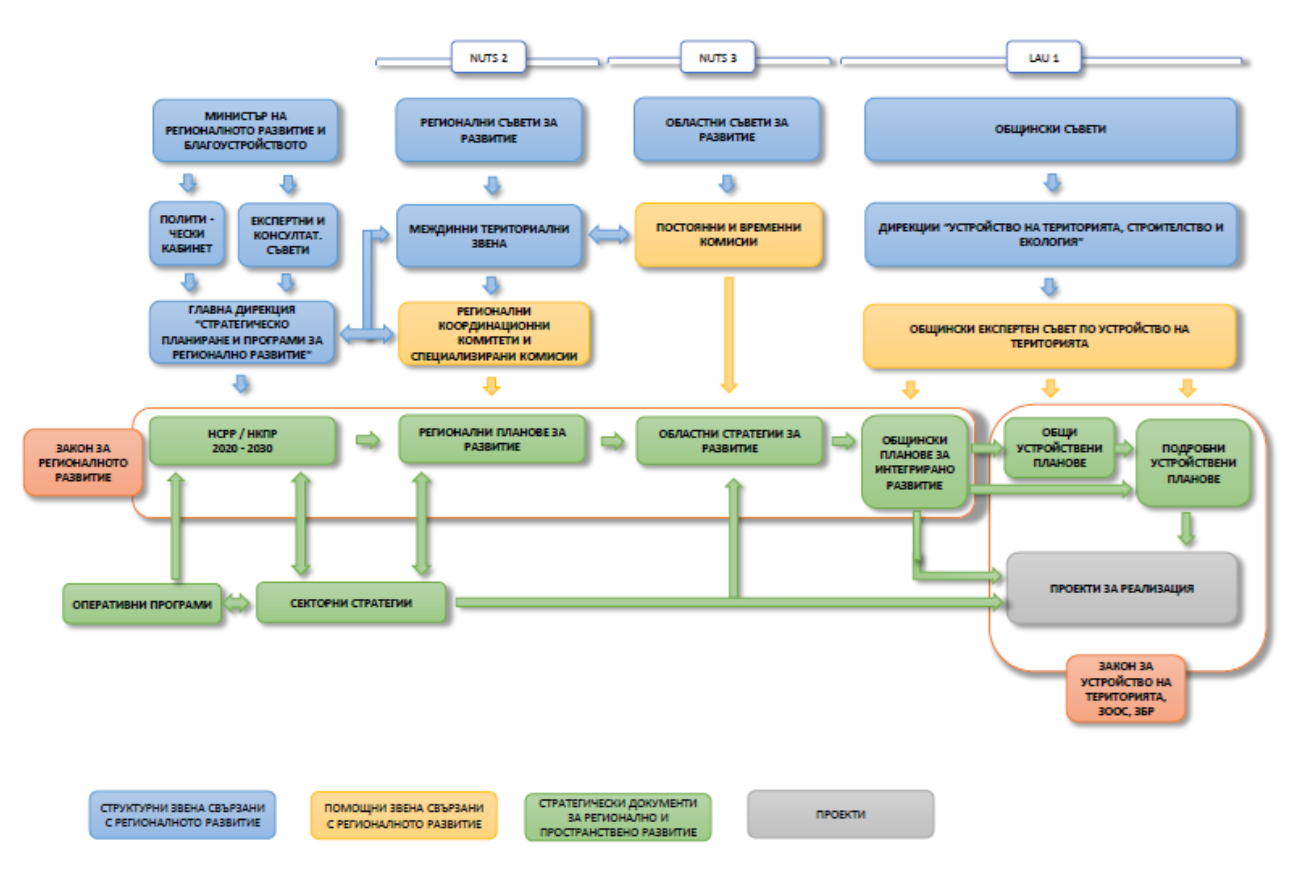 NUTS 2
NUTS 3
LAU 1
МИНИСТЪР НА
РЕГИОНАЛНОТО РАЗВИТИЕ И
БЛАГОУСТРОЙСТВОТО
РЕГИОНАЛНИ СЪВЕТИ ЗА
РАЗВИТИЕ
ОБЛАСТНИ СЪВЕТИ ЗА
РАЗВИТИЕ
ОБЩИНСКИ СЪВЕТИ
ПОЛИТИ -
ЧЕСКИ
КАБИНЕТ
ЕКСПЕРТНИ И
КОНСУЛТАТ.
СЪВЕТИ
МЕЖДИННИ ТЕРИТОРИАЛНИ
ЗВЕНА
ПОСТОЯННИ И ВРЕМЕННИ
КОМИСИИ
ДИРЕКЦИИ "УСТРОЙСТВО НА ТЕРИТОРИЯТА, СТРОИТЕЛСТВО И
ЕКОЛОГИЯ"
ГЛАВНА ДИРЕКЦИЯ
"СТРАТЕГИЧЕСКО
ПЛАНИРАНЕ И ПРОГРАМИ ЗА
РЕГИОНАЛНО РАЗВИТИЕ"
РЕГИОНАЛНИ
КООРДИНАЦИОННИ
КОМИТЕТИ И
СПЕЦИАЛИЗИРАНИ КОМИСИИ
ОБЩИНСКИ ЕКСПЕРТЕН СЪВЕТ ПО УСТРОЙСТВО НА
ТЕРИТОРИЯТА
ЗАКОН ЗА
РЕГИОНАЛНОТО
РАЗВИТИЕ
НСРР / НКПР
2020 - 2030
РЕГИОНАЛНИ ПЛАНОВЕ ЗА
РАЗВИТИЕ
ОБЛАСТНИ СТРАТЕГИИ ЗА
РАЗВИТИЕ
ОБЩИНСКИ
ПЛАНОВЕ ЗА
ИНТЕГРИРАНО
РАЗВИТИЕ
ОБЩИ
УСТРОЙСТВЕНИ
ПЛАНОВЕ
ПОДРОБНИ
УСТРОЙСТВЕНИ
ПЛАНОВЕ
ОПЕРАТИВНИ ПРОГРАМИ
СЕКТОРНИ СТРАТЕГИИ
ПРОЕКТИ ЗА РЕАЛИЗАЦИЯ
ЗАКОН ЗА
УСТРОЙСТВО НА
ТЕРИТОРИЯТА,
ЗООС, ЗБР
СТРУКТУРНИ ЗВЕНА СВЪРЗАНИ
С РЕГИОНАЛНОТО РАЗВИТИЕ
ПОМОЩНИ ЗВЕНА СВЪРЗАНИ
С РЕГИОНАЛНОТО РАЗВИТИЕ
СТРАТЕГИЧЕСКИ ДОКУМЕНТИ
ЗА РЕГИОНАЛНО И
ПРОСТРАНСТВЕНО РАЗВИТИЕ
ПРОЕКТИ